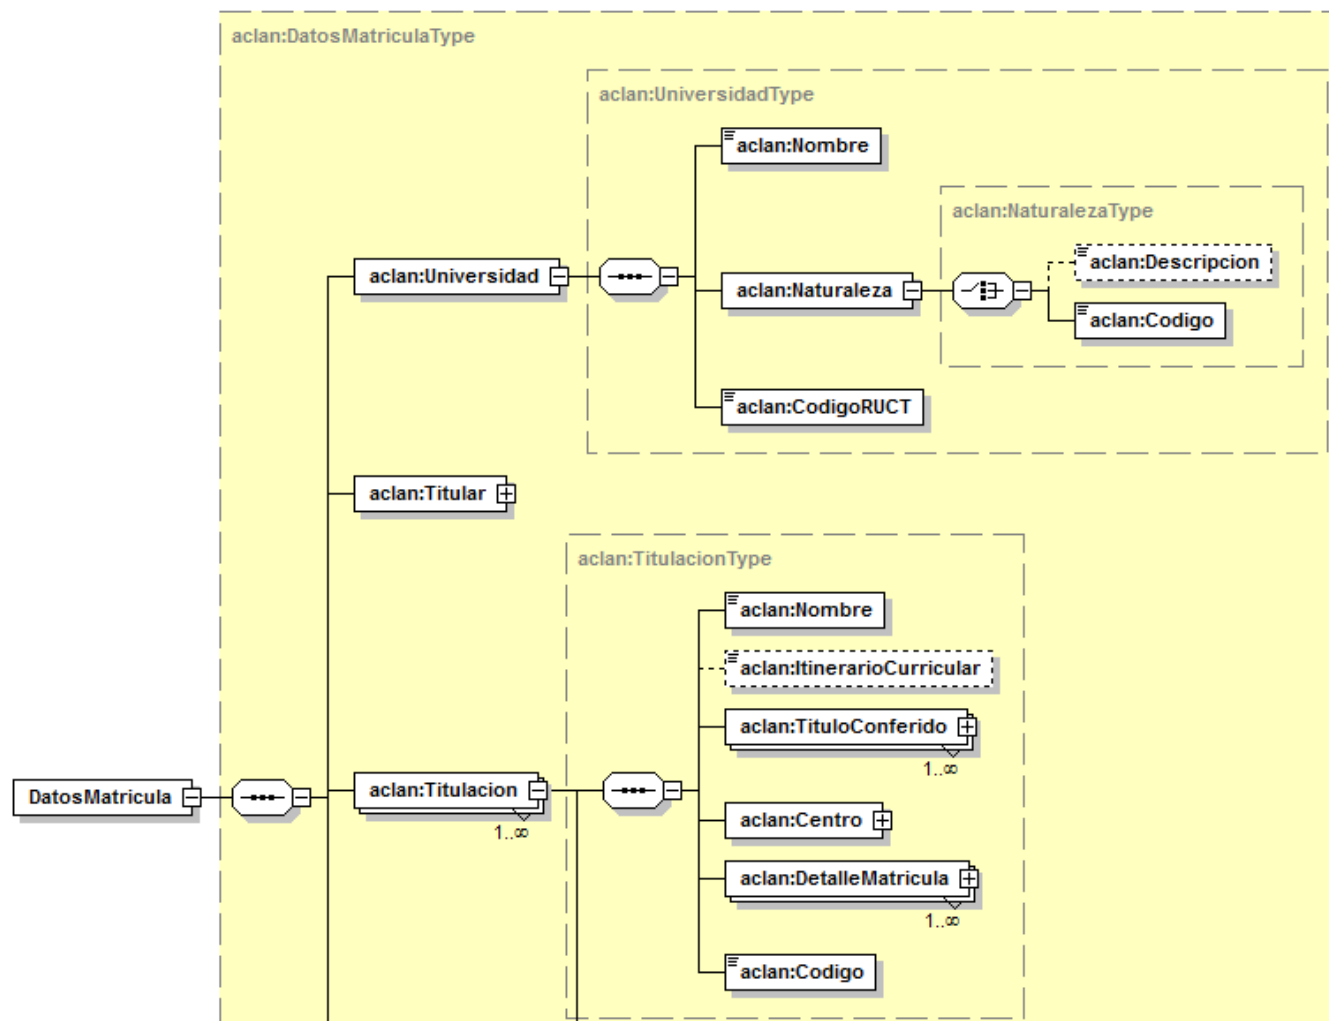 aclan:DatosMatriculaType
aclan:UniversidadType
aclan:Nombre
aclan:NaturalezaType
aclan:Descripcion
aclan:Universidad
aclan:Naturaleza
aclan:Codigo
aclan:CodigoRUCT
aclan:Titular
aclan:TitulacionType
aclan:Nombre
aclan:ItinerarioCurricular
aclan:TituloConferido
1..∞
DatosMatricula
aclan:Titulacion
1..∞
aclan:Centro
aclan:DetalleMatricula
1..∞
aclan:Codigo